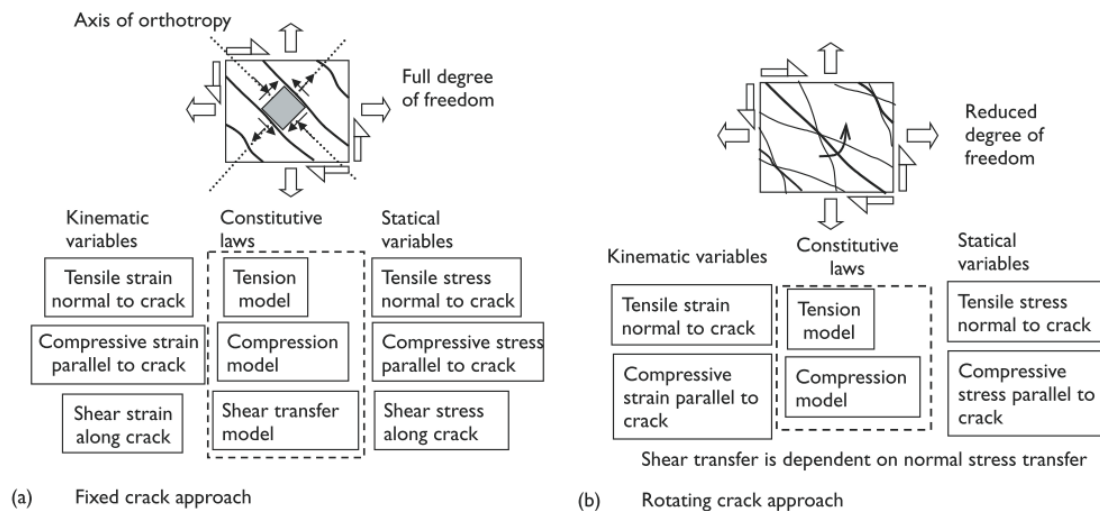 Axis of orthotropy
Full degree
of freedom
Kinematic
variables
Constitutive
laws
Statical
variables
Tensile strain
normal to crack
Tension
model
Tensile stress
normal to crack
Compressive strain
parallel to crack
Compression
model
Compressive stress
parallel to crack
Shear strain
along crack
Shear transfer
model
Shear stress
along crack
(a) Fixed crack approach
Reduced
degree of
freedom
Kinematic variables
Constitutive
laws
Statical
variables
Tensile strain
normal to crack
Tension
model
Tensile stress
normal to crack
Compressive
strain parallel to
crack
Compression
model
Compressive
stress parallel to
crack
Shear transfer is dependent on normal stress transfer
(b) Rotating crack approach